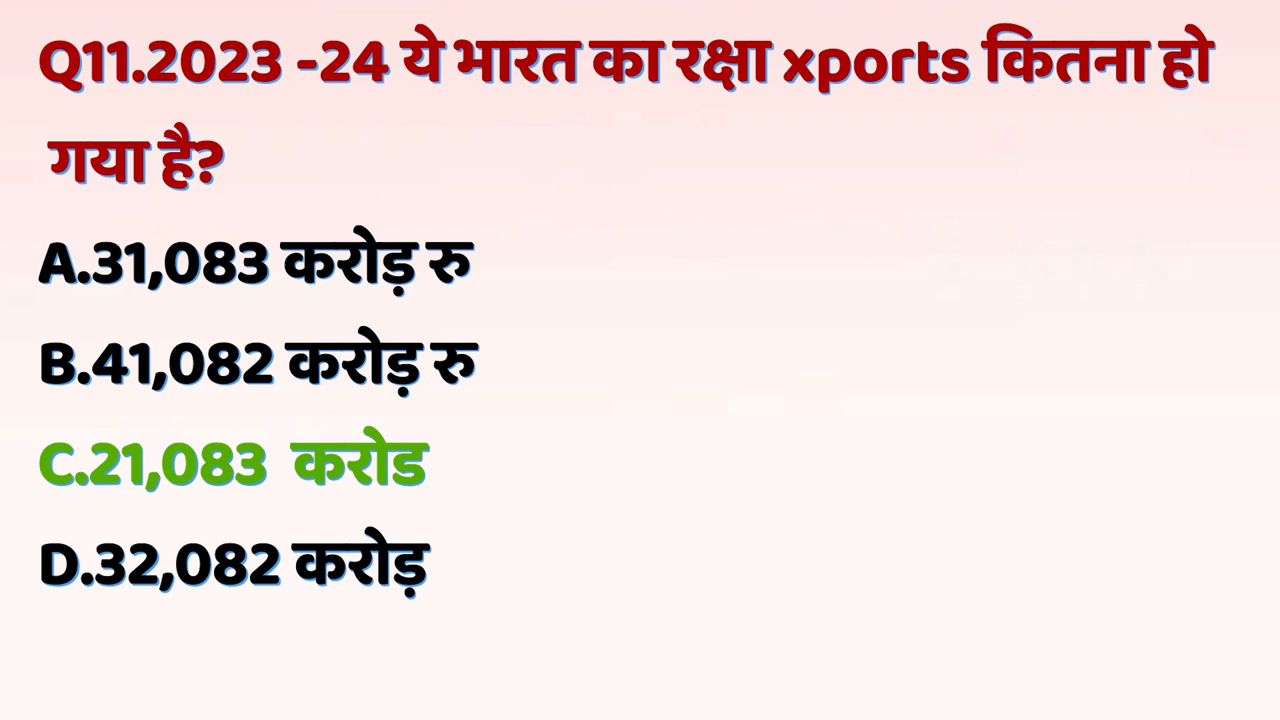 Q11.2023 -24 ये भारत का रक्षा xports कितना हो
गया है?
A.31,083 करोड़ रु
B.41,082 करोड़ रु
C.21,083 करोड
D.32,082 करोड़